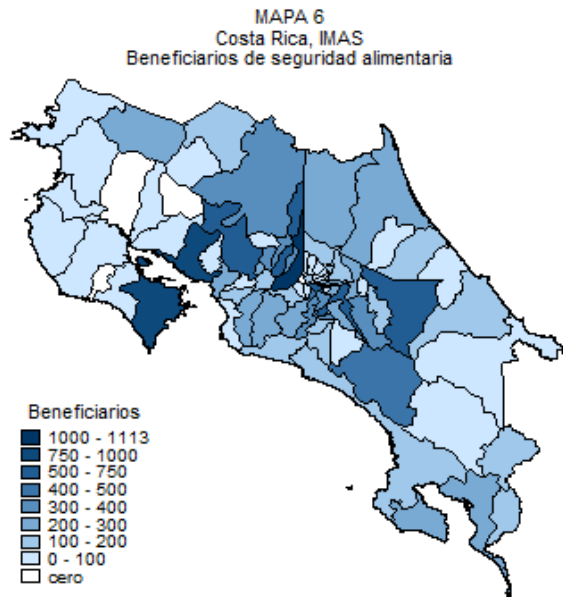 MAPA 6
Costa Rica, IMAS
Beneficiarios de seguridad alimentaria
Beneficiarios
1000 - 1113
750 - 1000
500 - 750
400 - 500
300 - 400
200 - 300
100 - 200
0 - 100
cero